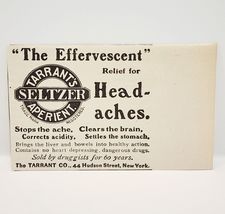 "The Effervescent"
Relief for
TARRANT'S
SELTZER
APERIENT
Head-
aches.
Stops the ache, Clears the brain,
Corrects acidity. Settles the stomach,
Brings the liver and bowels into healthy action.
Contains no heart depressing, dangerous drugs.
Sold by druggists for 60 years.
The TARRANT CO., 44 Hudson Street, New York.